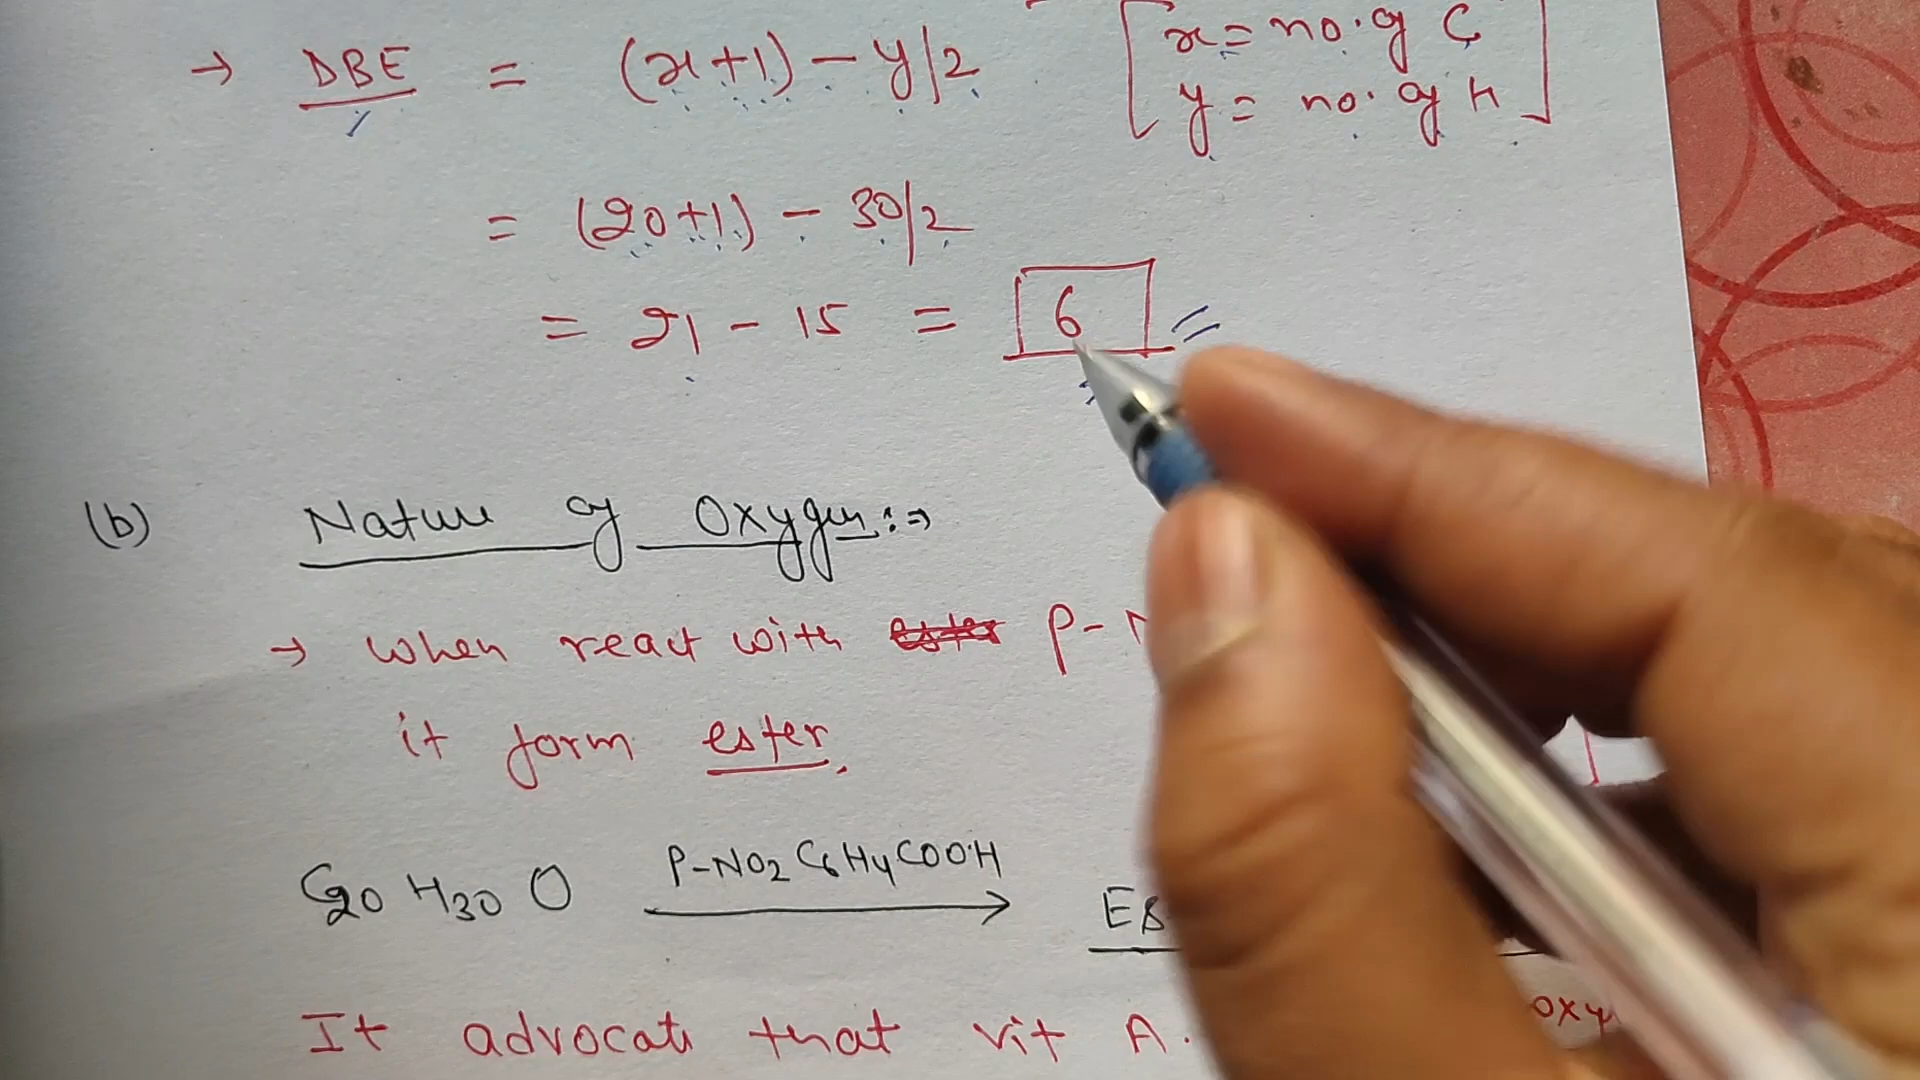 → DBE = (x+1) - y/2 [x = no. of C
y = no. of H]
= (20+1) - 30/2
= 21 - 15 = 6
(b) Nature of Oxygen :→
→ When react with P-N
it form ester.
C20 H30 O P-NO2 C6H4COOH →
It advocate that vit A. oxy